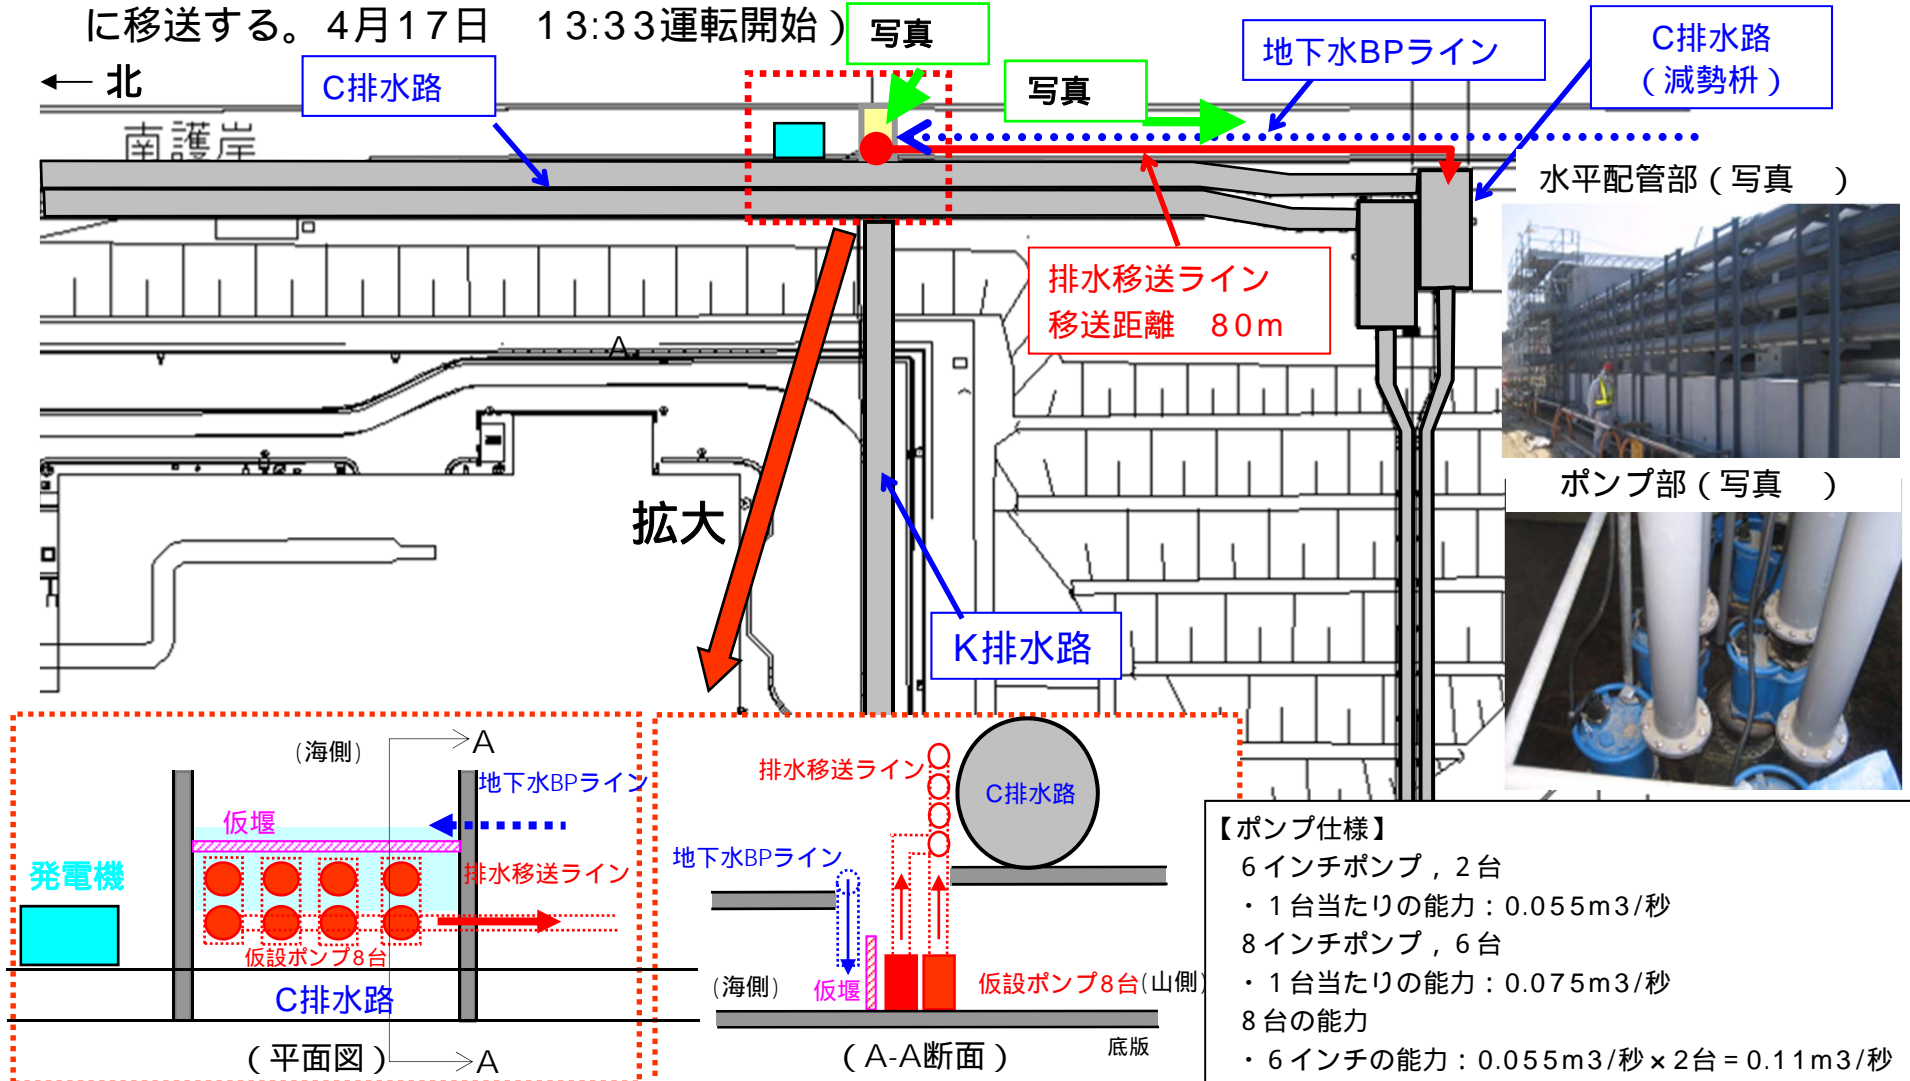 に移送する。4月17日　13:33運転開始）
写真
北
C排水路
写真
地下水BPライン
C排水路
（減勢枡）
南護岸
水平配管部（写真　）
排水移送ライン
移送距離　80m
A
ポンプ部（写真　）
拡大
K排水路
(海側)
A
地下水BPライン
仮堰
発電機
排水移送ライン
仮設ポンプ8台
C排水路
（平面図）
A
排水移送ライン
C排水路
地下水BPライン
(海側)
仮堰
仮設ポンプ8台(山側)
（A-A断面）
底版
【ポンプ仕様】
6インチポンプ，2台
・1台当たりの能力：0.055m3/秒
8インチポンプ，6台
・1台当たりの能力：0.075m3/秒
8台の能力
・6インチの能力：0.055m3/秒×2台＝0.11m3/秒